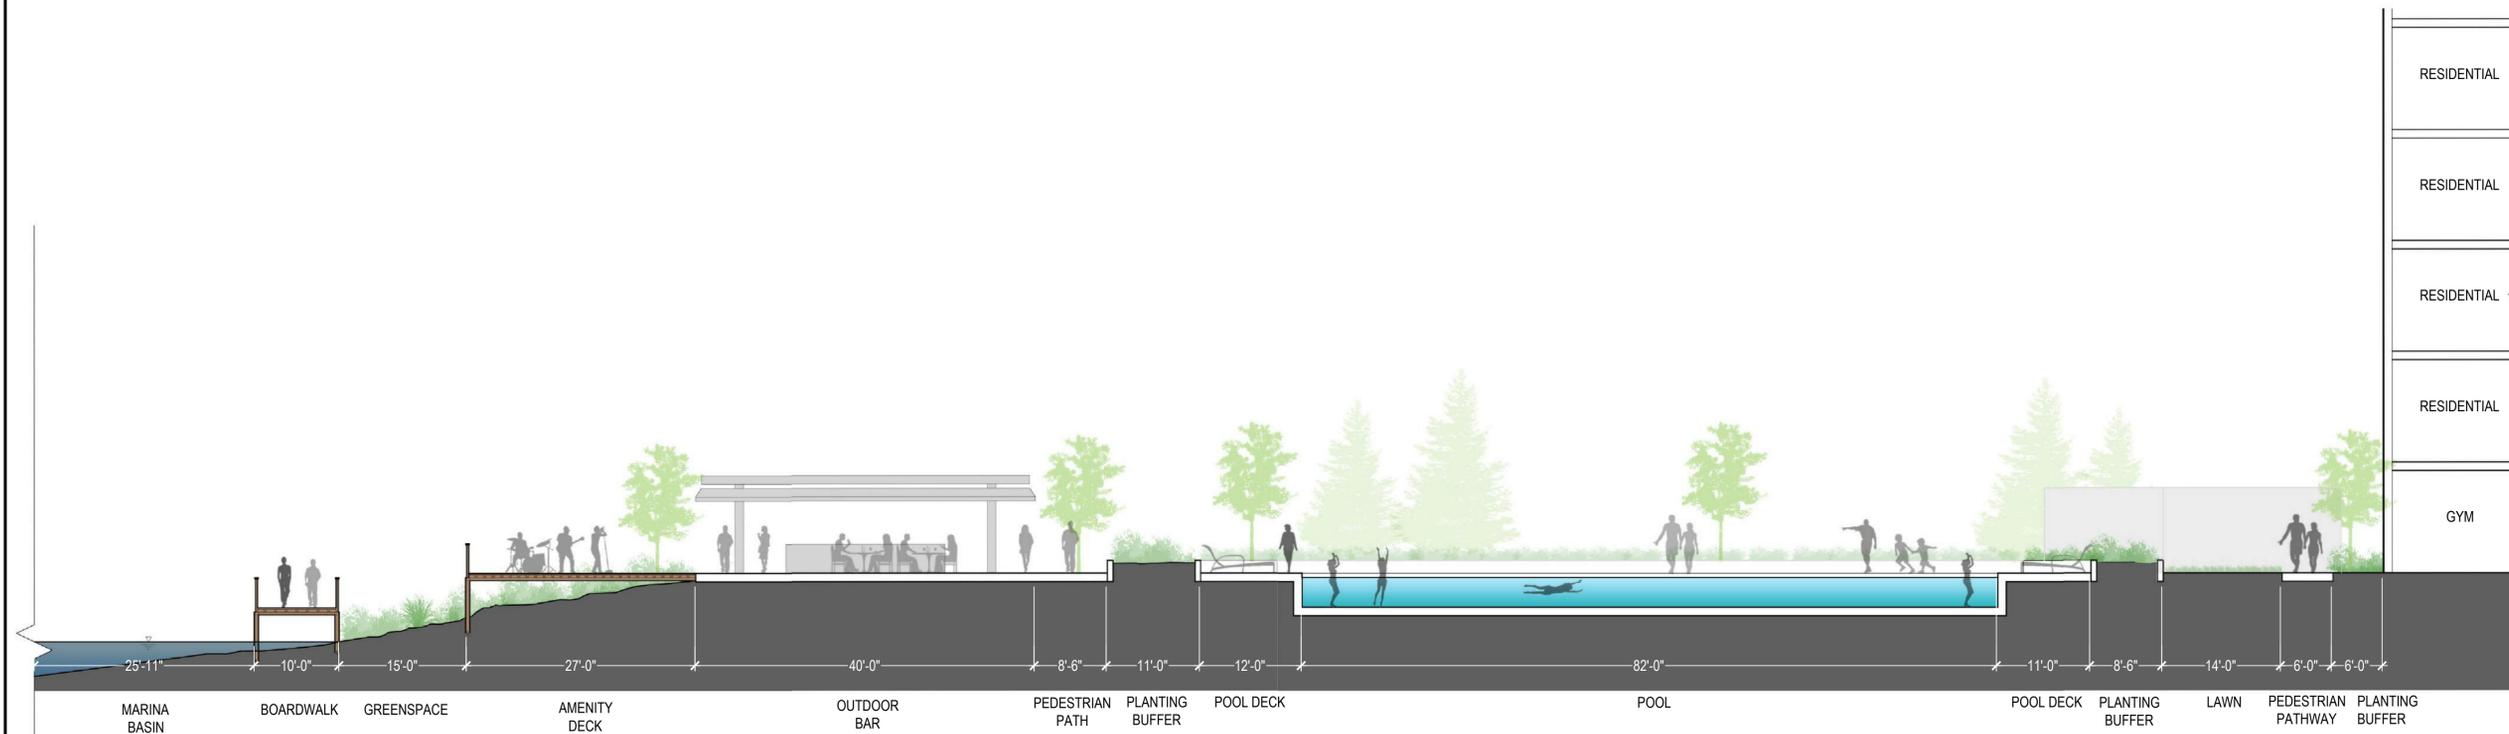 RESIDENTIAL
RESIDENTIAL
RESIDENTIAL
RESIDENTIAL
GYM
25'-11" 10'-0" 15'-0" 27'-0" 40'-0" 8'-6" 11'-0" 12'-0" 82'-0" 11'-0" 8'-6" 14'-0" 6'-0" 6'-0"
MARINA
BASIN
BOARDWALK
GREENSPACE
AMENITY
DECK
OUTDOOR
BAR
PEDESTRIAN
PATH
PLANTING
BUFFER
POOL DECK
POOL
POOL DECK
PLANTING
BUFFER
LAWN
PEDESTRIAN
PATHWAY
PLANTING
BUFFER